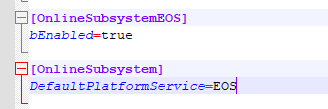 [OnlineSubsystemEOS]
bEnabled=true
[OnlineSubsystem]
DefaultPlatformService=EOS